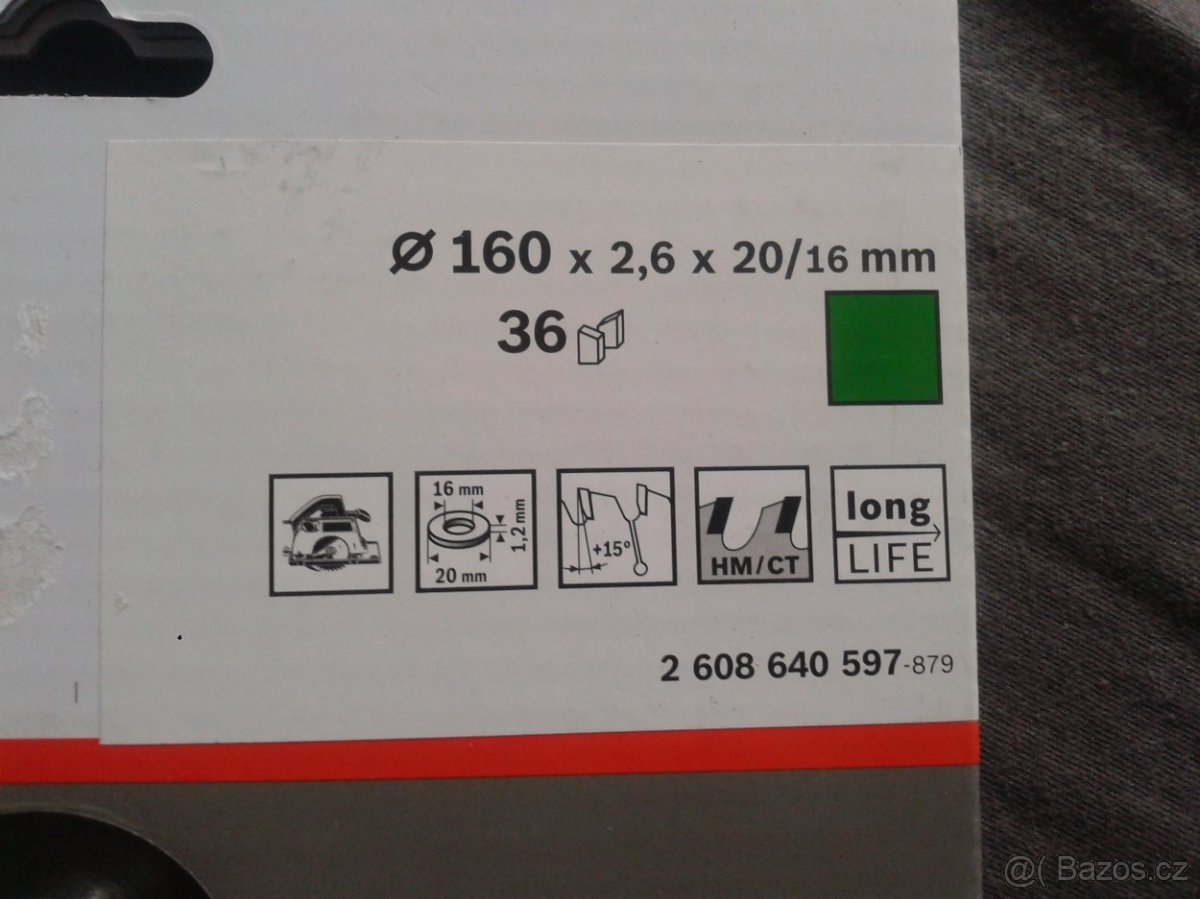 Ø 160 x 2,6 x 20/16 mm
36
16 mm
1,2 mm
20 mm
+15°
HM/CT
long
LIFE
2 608 640 597-879
@( Bazos.cz